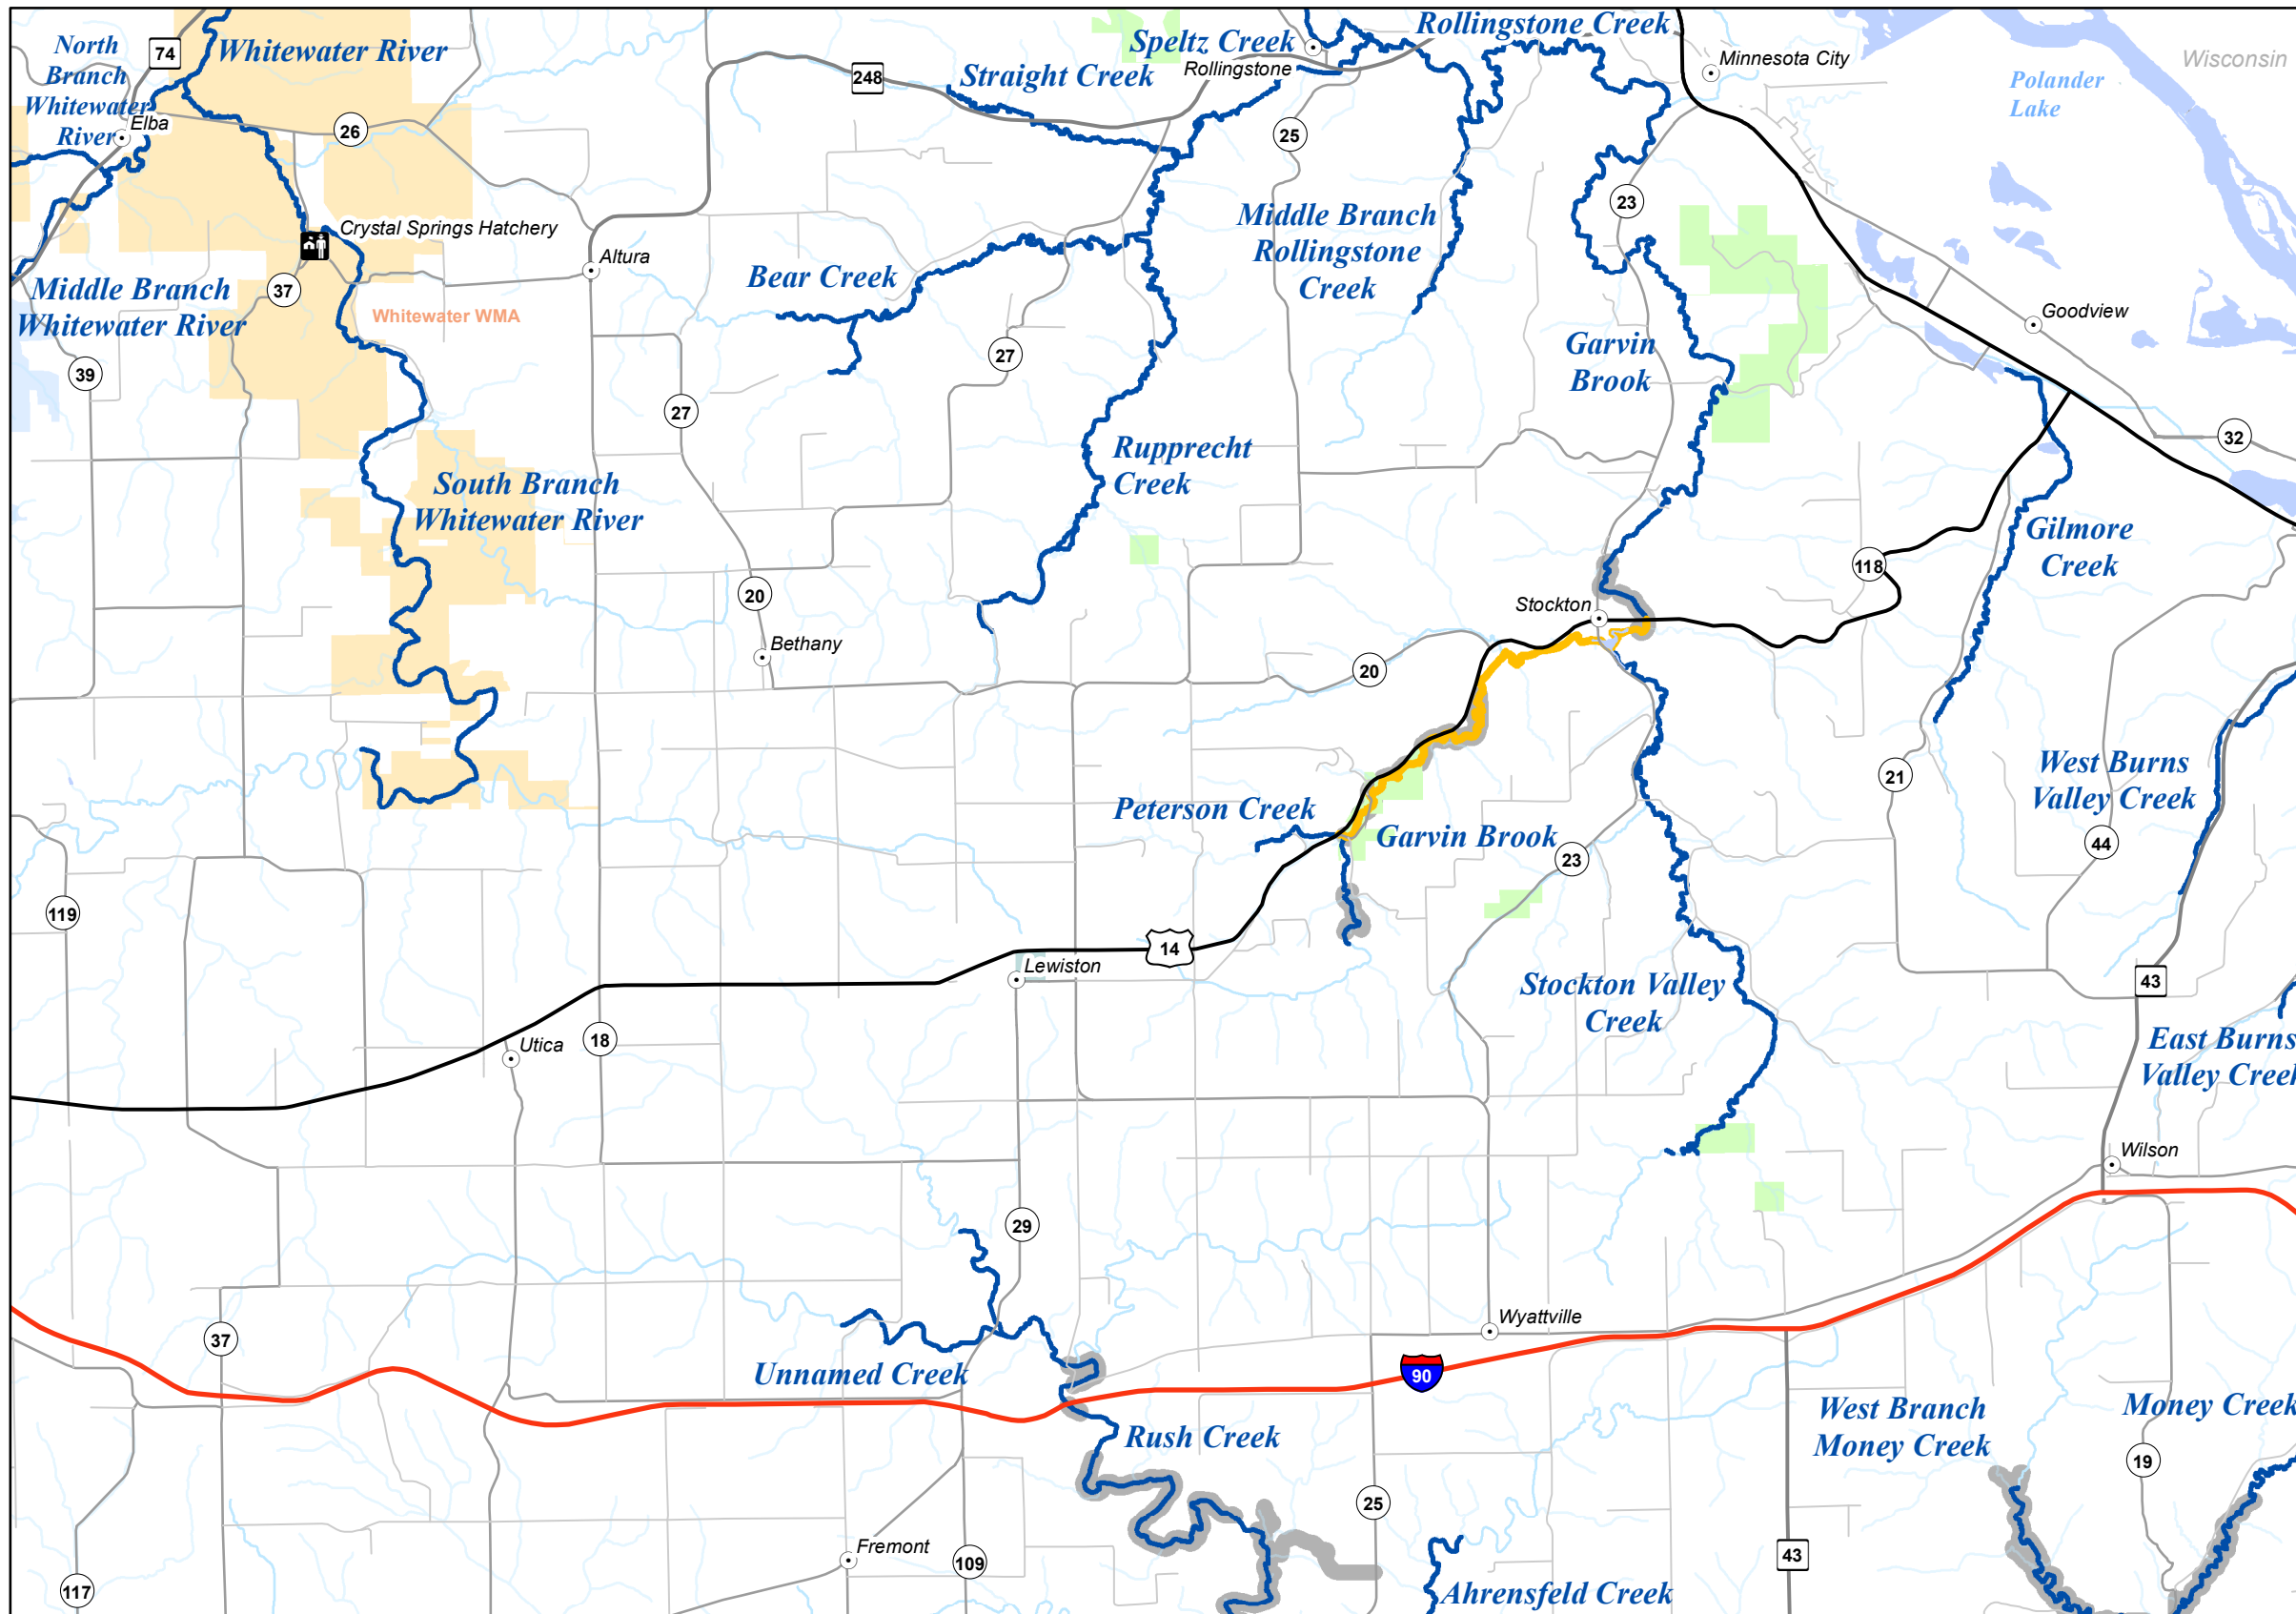 North
Branch
Whitewater
River
74
Whitewater River
Elba
26
248
Straight Creek
Speltz Creek
Rollingstone
Rollingstone Creek
Minnesota City
Polander
Lake
Wisconsin
25
23
Crystal Springs Hatchery
Altura
37
Middle Branch
Whitewater River
Whitewater WMA
39
Bear Creek
27
27
Middle Branch
Rollingstone
Creek
Garvin
Brook
Goodview
32
South Branch
Whitewater River
Rupprecht
Creek
Gilmore
Creek
118
20
Bethany
Stockton
20
21
West Burns
Valley Creek
44
Peterson Creek
Garvin Brook
23
119
14
Lewiston
Stockton Valley
Creek
43
East Burns
Valley Creek
18
Utica
Wilson
29
37
Unnamed Creek
Wyattville
90
Rush Creek
West Branch
Money Creek
Money Creek
19
25
43
Fremont
109
117
Ahrensfeld Creek